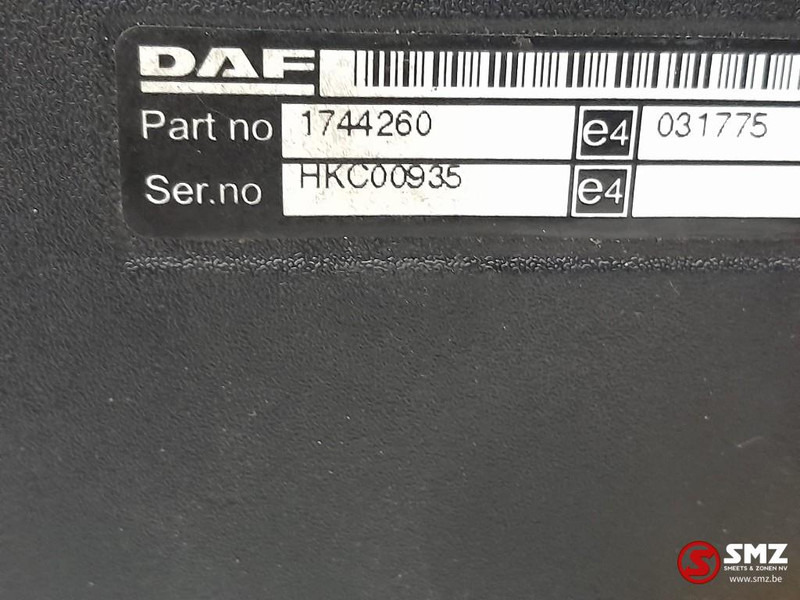 DAF
Part no 1744260 e4 031775
Ser.no HKC00935 e4
SMZ
SMEETS & ZONEN NV
www.smz.be